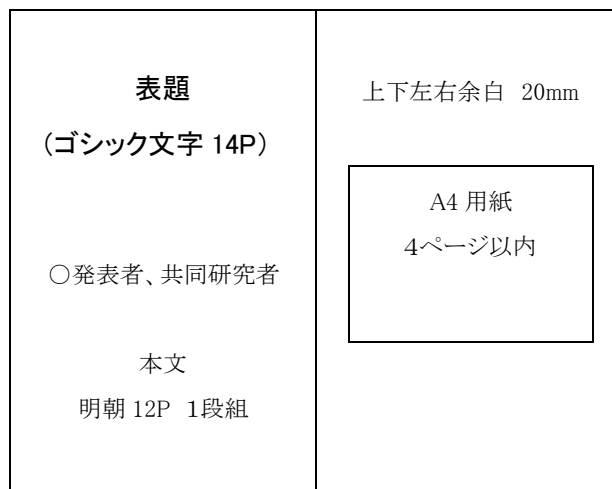 表題
(ゴシック文字 14P)
○発表者、共同研究者
本文
明朝 12P 1段組
上下左右余白 20mm
A4 用紙
4ページ以内